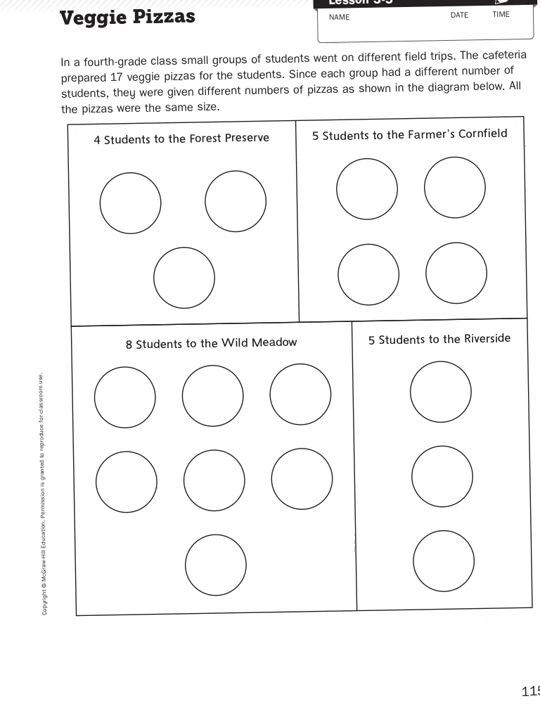 Veggie Pizzas
NAME
DATE
TIME
In a fourth-grade class small groups of students went on different field trips. The cafeteria
prepared 17 veggie pizzas for the students. Since each group had a different number of
students, they were given different numbers of pizzas as shown in the diagram below. All
the pizzas were the same size.
4 Students to the Forest Preserve
5 Students to the Farmer's Cornfield
8 Students to the Wild Meadow
5 Students to the Riverside
Copyright © McGraw-Hill Education. Permission is granted to reproduce for classroom use.